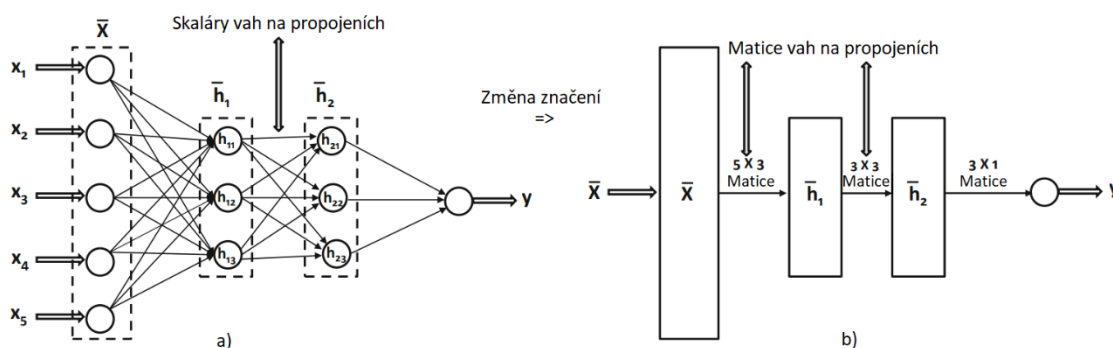 Skaláry vah na propojeních
X̅
x₁
x₂
x₃
x₄
x₅
h̅₁
h̅₂
h₁₁
h₁₂
h₁₃
h₂₁
h₂₂
h₂₃
y
a)
Změna značení
=>
Matice vah na propojeních
X̅
X̅
5 X 3
Matice
h̅₁
3 X 3
Matice
h̅₂
3 X 1
Matice
y
b)